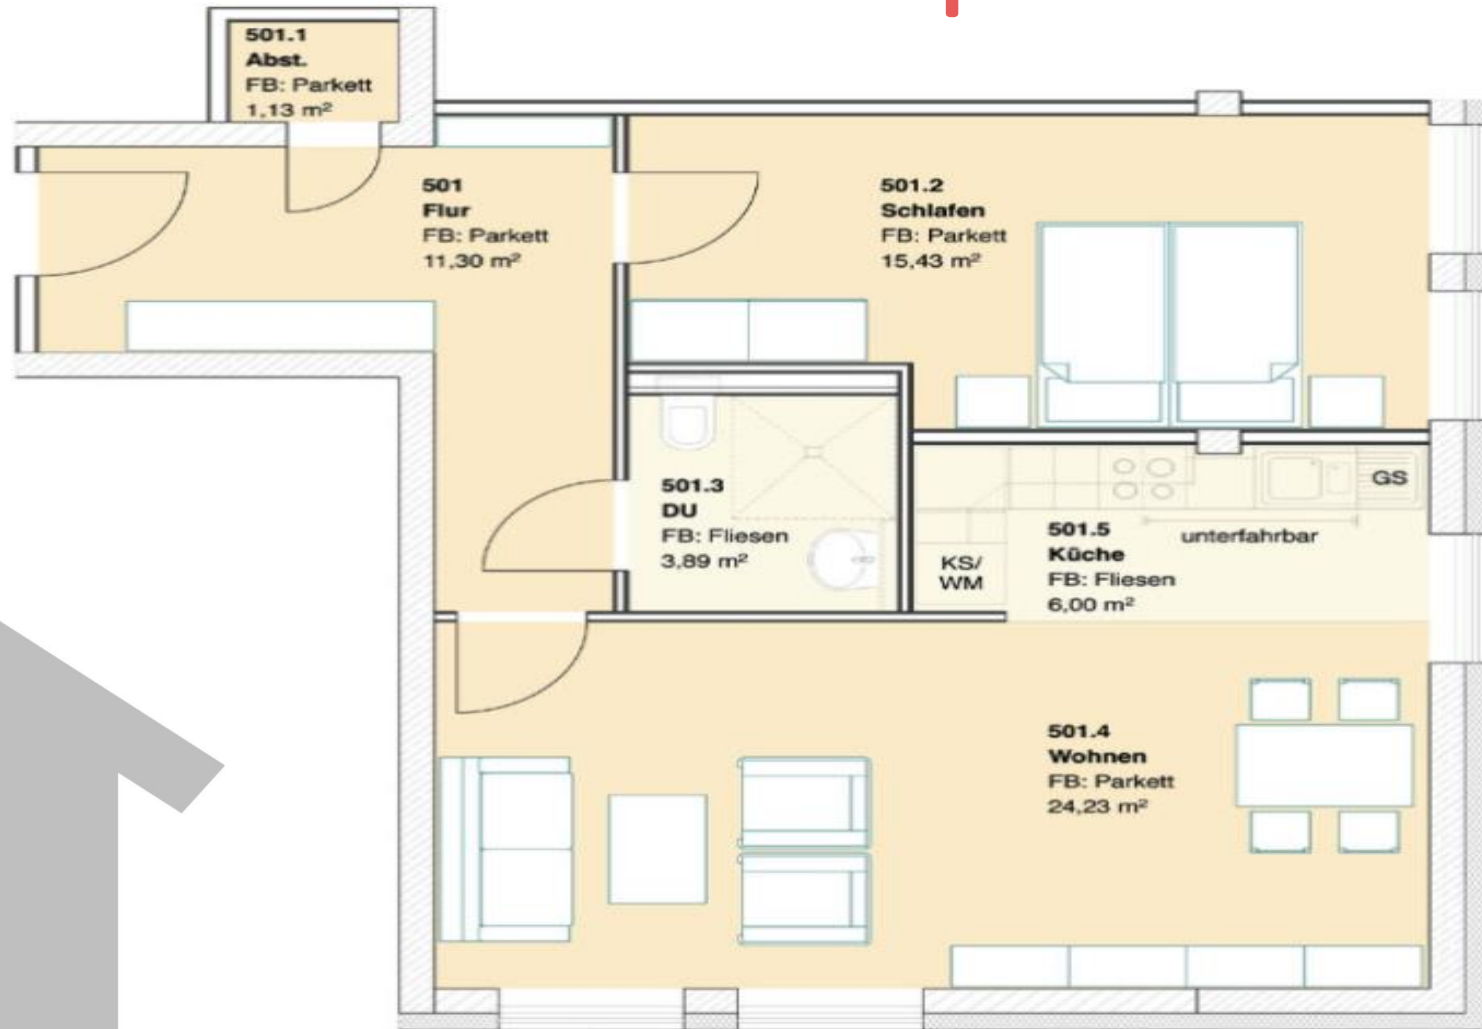 501.1
Abst.
FB: Parkett
1,13 m²
501
Flur
FB: Parkett
11,30 m²
501.2
Schlafen
FB: Parkett
15,43 m²
501.3
DU
FB: Fliesen
3,89 m²
GS
unterfahrbar
KS/
WM
501.5
Küche
FB: Fliesen
6,00 m²
501.4
Wohnen
FB: Parkett
24,23 m²